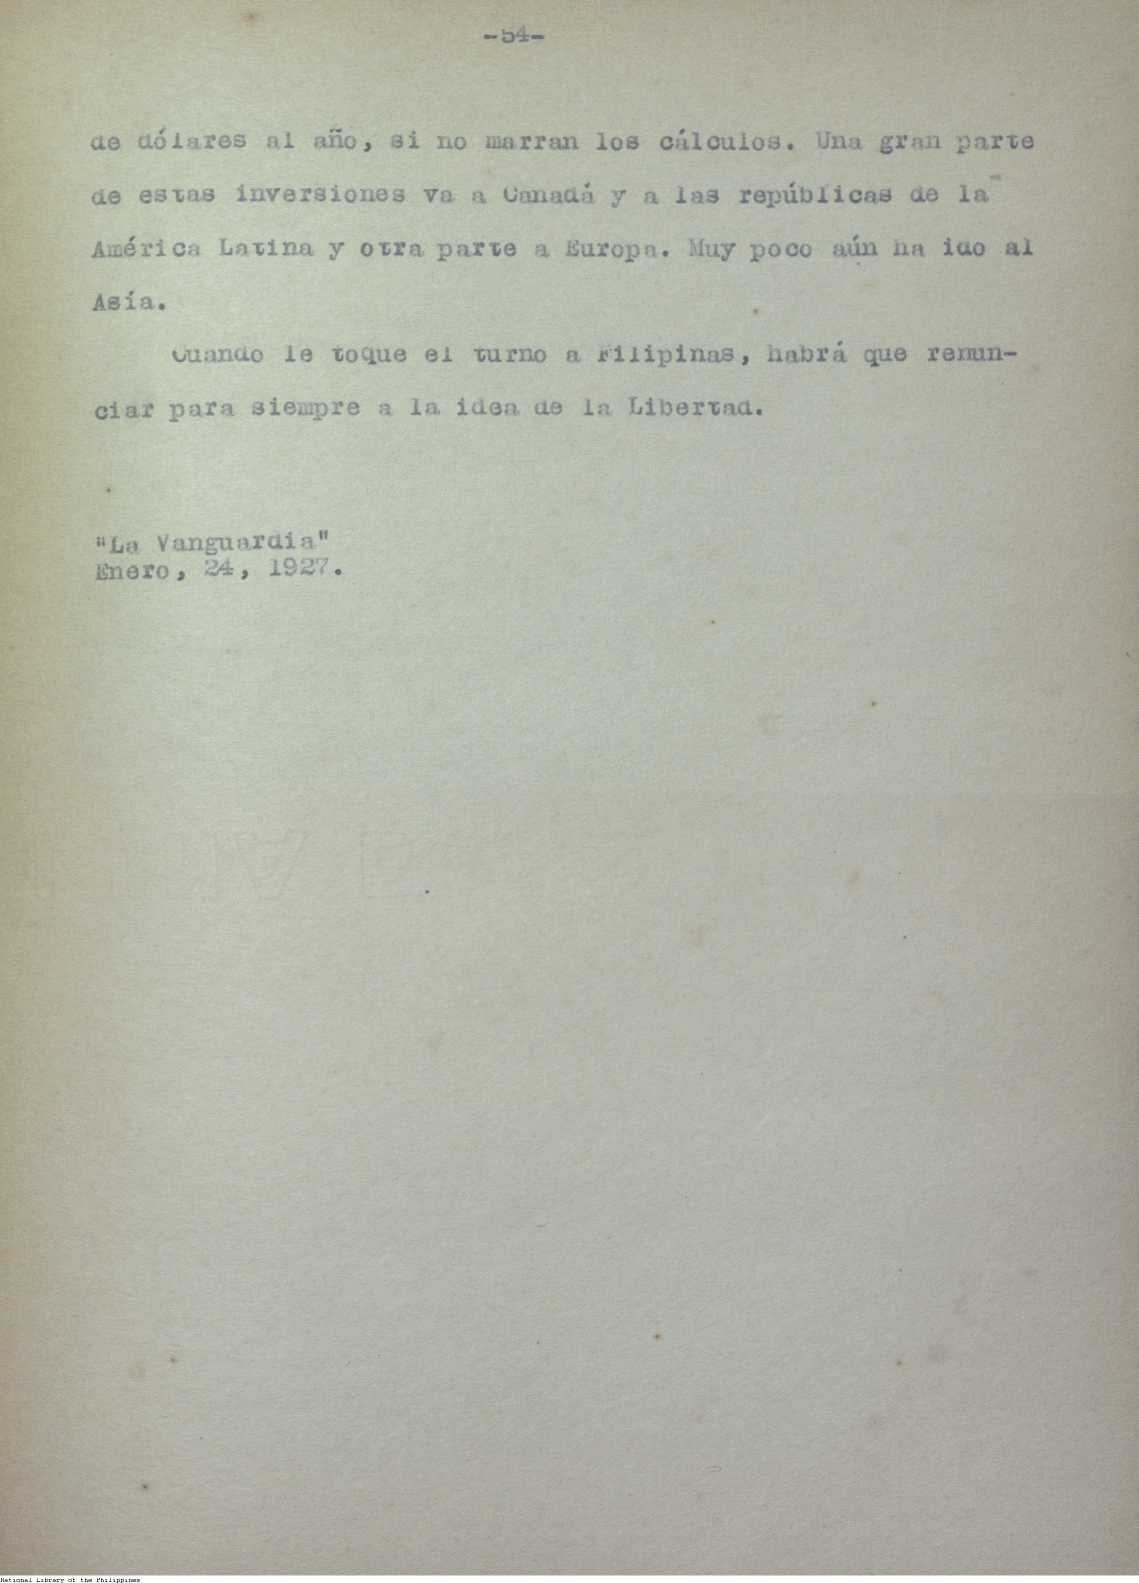 -54-
de dólares al año, si no marran los cálculos. Una gran parte
de estas inversiones va a Canadá y a las repúblicas de la
América Latina y otra parte a Europa. Muy poco aún ha ido al
Asía.
Cuando le toque el turno a Filipinas, habrá que renun-
ciar para siempre a la idea de la Libertad.
"La Vanguardia"
Enero, 24, 1927.
National Library of the Philippines